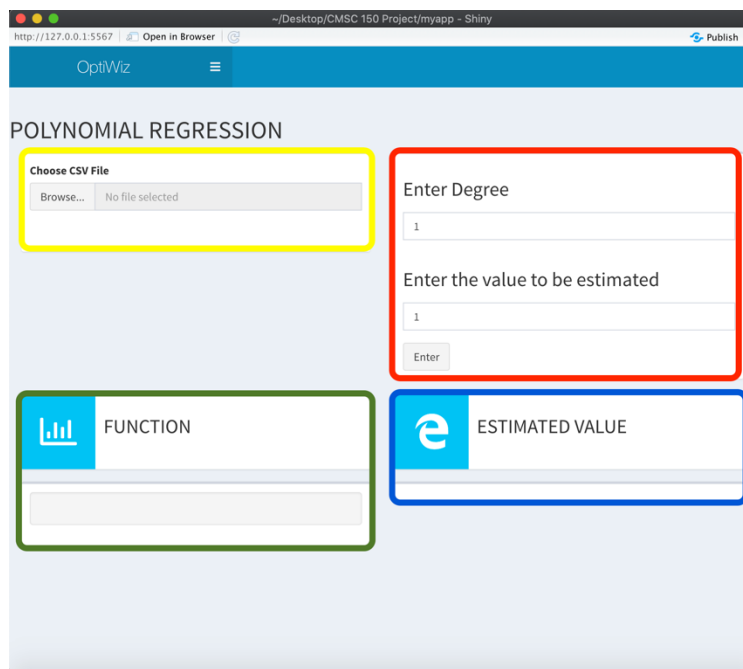 ~/Desktop/CMSC 150 Project/myapp - Shiny
http://127.0.0.1:5567 Open in Browser Publish
OptiWiz
POLYNOMIAL REGRESSION
Choose CSV File
Browse... No file selected
Enter Degree
1
Enter the value to be estimated
1
Enter
FUNCTION
ESTIMATED VALUE